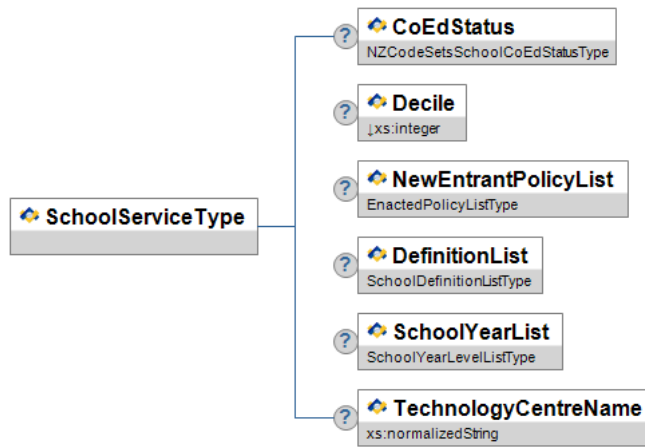 ? CoEdStatus
NZCodeSetsSchoolCoEdStatusType
? Decile
↓xs:integer
? NewEntrantPolicyList
EnactedPolicyListType
SchoolServiceType
? DefinitionList
SchoolDefinitionListType
? SchoolYearList
SchoolYearLevelListType
? TechnologyCentreName
xs:normalizedString